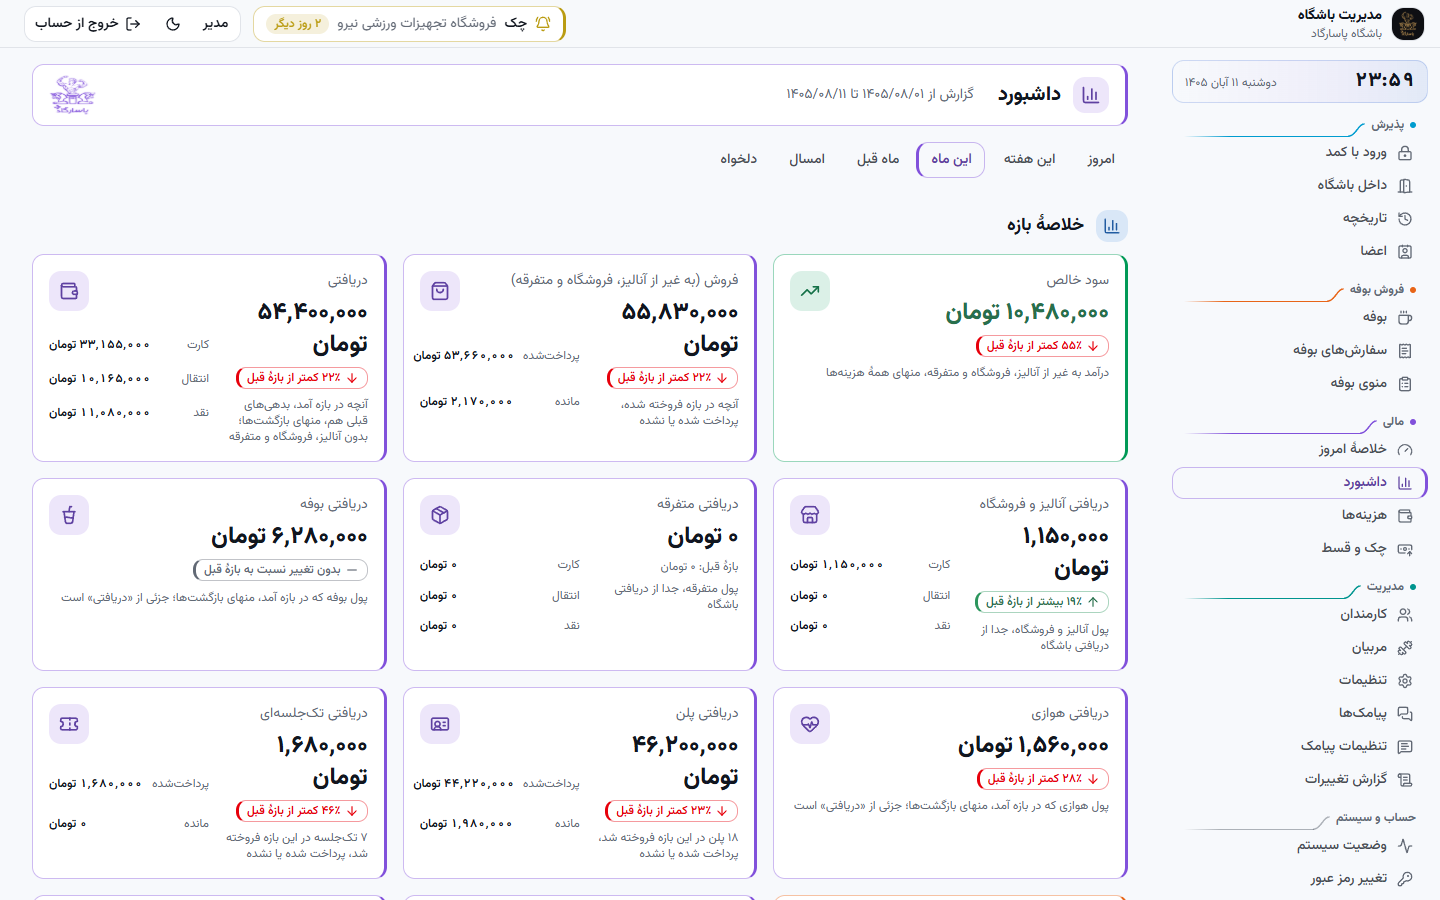 مدیریت باشگاه
باشگاه پاسارگاد
چک فروشگاه تجهیزات ورزشی نیرو ۲ روز دیگر
مدیر
خروج از حساب
۲۳:۵۹
دوشنبه ۱۱ آبان ۱۴۰۵
پذیرش
ورود با کمد
داخل باشگاه
تاریخچه
اعضا
فروش بوفه
بوفه
سفارش‌های بوفه
منوی بوفه
مالی
خلاصهٔ امروز
داشبورد
هزینه‌ها
چک و قسط
مدیریت
کارمندان
مربیان
تنظیمات
پیامک‌ها
تنظیمات پیامک
گزارش تغییرات
حساب و سیستم
وضعیت سیستم
تغییر رمز عبور
داشبورد
گزارش از ۱۴۰۵/۰۸/۰۱ تا ۱۴۰۵/۰۸/۱۱
پاسارگاد
امروز
این هفته
این ماه
ماه قبل
امسال
دلخواه
خلاصهٔ بازه
سود خالص
۱۰,۴۸۰,۰۰۰ تومان
۵۵٪ کمتر از بازهٔ قبل
درآمد به غیر از آنالیز، فروشگاه و متفرقه، منهای همهٔ هزینه‌ها
فروش (به غیر از آنالیز، فروشگاه و متفرقه)
۵۵,۸۳۰,۰۰۰
تومان
۲۲٪ کمتر از بازهٔ قبل
آنچه در بازه فروخته شده،
پرداخت شده یا نشده
پرداخت‌شده ۵۳,۶۶۰,۰۰۰ تومان
مانده ۲,۱۷۰,۰۰۰ تومان
دریافتی
۵۴,۴۰۰,۰۰۰
تومان
۲۲٪ کمتر از بازهٔ قبل
آنچه در بازه آمد، بدهی‌های
قبلی هم، منهای بازگشت‌ها؛
بدون آنالیز، فروشگاه و متفرقه
کارت ۳۳,۱۵۵,۰۰۰ تومان
انتقال ۱۰,۱۶۵,۰۰۰ تومان
نقد ۱۱,۰۸۰,۰۰۰ تومان
دریافتی آنالیز و فروشگاه
۱,۱۵۰,۰۰۰
تومان
۱۹٪ بیشتر از بازهٔ قبل
پول آنالیز و فروشگاه، جدا از
دریافتی باشگاه
کارت ۱,۱۵۰,۰۰۰ تومان
انتقال ۰ تومان
نقد ۰ تومان
دریافتی متفرقه
۰ تومان
بازهٔ قبل: ۰ تومان
پول متفرقه، جدا از دریافتی
باشگاه
کارت ۰ تومان
انتقال ۰ تومان
نقد ۰ تومان
دریافتی بوفه
۶,۲۸۰,۰۰۰ تومان
بدون تغییر نسبت به بازهٔ قبل
پول بوفه که در بازه آمد، منهای بازگشت‌ها؛ جزئی از «دریافتی» است
دریافتی هوازی
۱,۵۶۰,۰۰۰ تومان
۲۸٪ کمتر از بازهٔ قبل
پول هوازی که در بازه آمد، منهای بازگشت‌ها؛ جزئی از «دریافتی» است
دریافتی پلن
۴۶,۲۰۰,۰۰۰
تومان
۲۳٪ کمتر از بازهٔ قبل
۱۸ پلن در این بازه فروخته شد،
پرداخت شده یا نشده
پرداخت‌شده ۴۴,۲۲۰,۰۰۰ تومان
مانده ۱,۹۸۰,۰۰۰ تومان
دریافتی تک‌جلسه‌ای
۱,۶۸۰,۰۰۰
تومان
۴۶٪ کمتر از بازهٔ قبل
۷ تک‌جلسه در این بازه فروخته
شد، پرداخت شده یا نشده
پرداخت‌شده ۱,۶۸۰,۰۰۰ تومان
مانده ۰ تومان